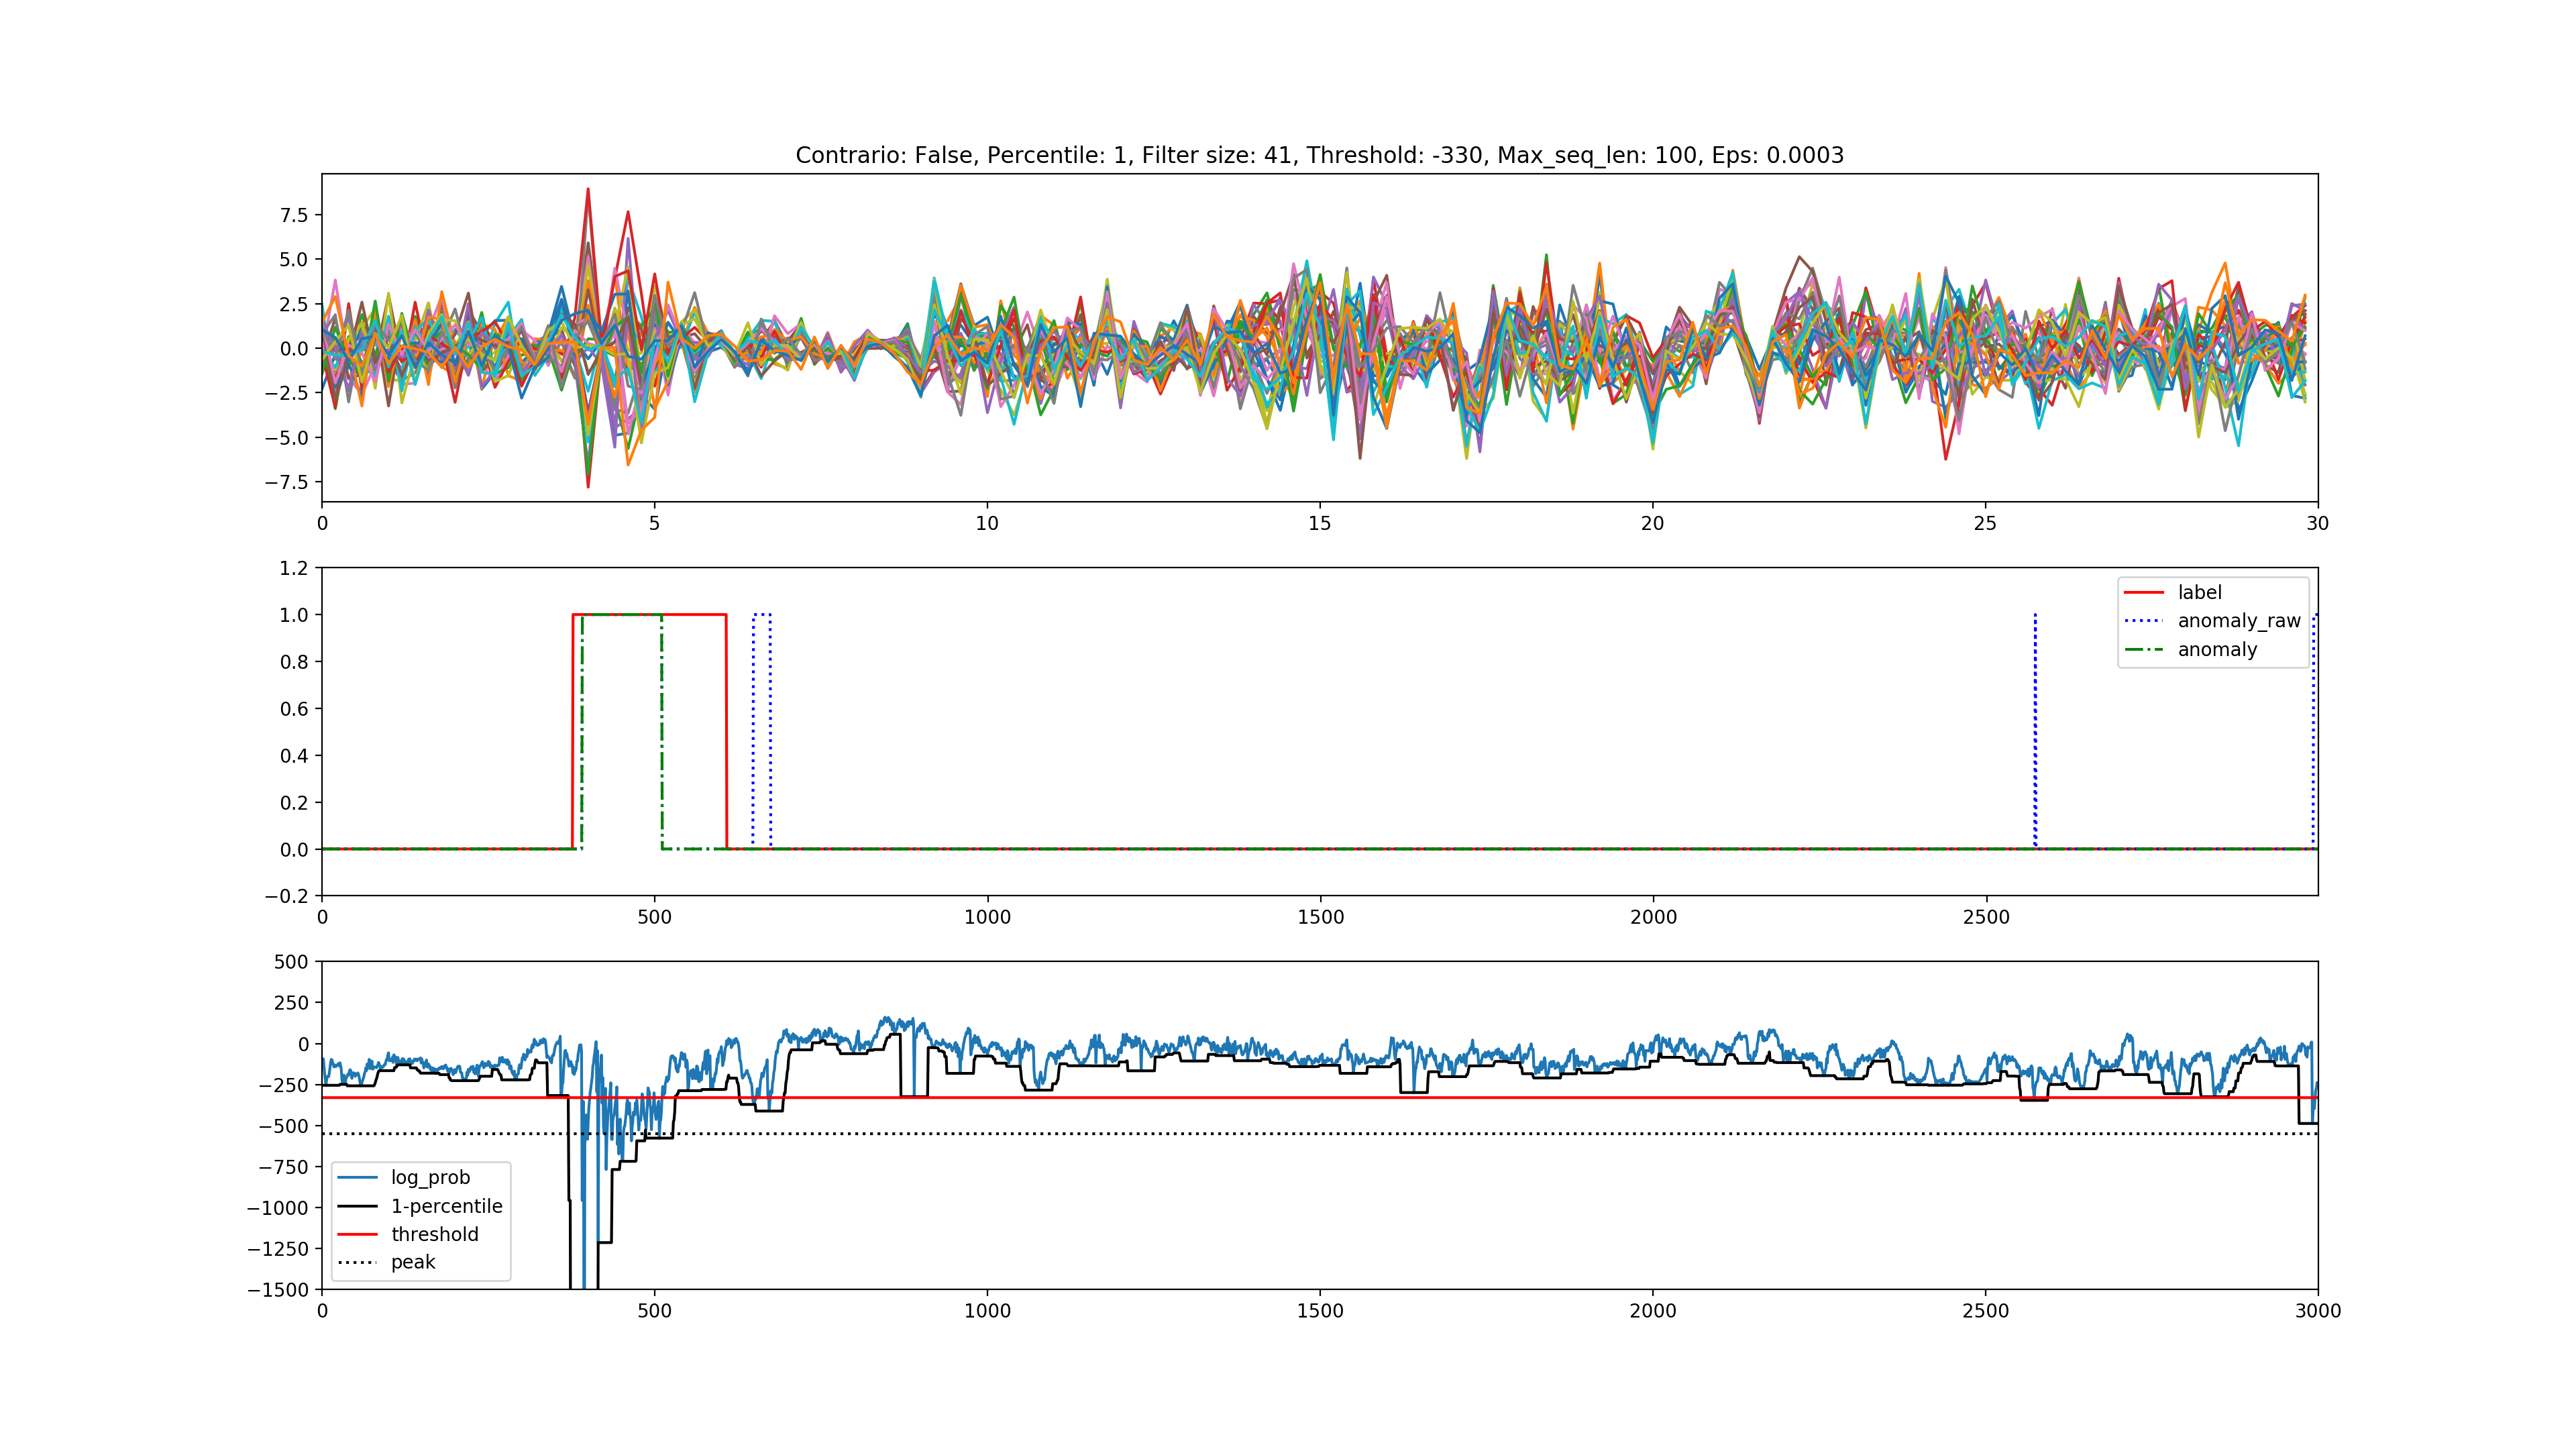 Contrario: False, Percentile: 1, Filter size: 41, Threshold: -330, Max_seq_len: 100, Eps: 0.0003
7.5
5.0
2.5
0.0
−2.5
−5.0
−7.5
0 5 10 15 20 25 30
1.2
1.0
0.8
0.6
0.4
0.2
0.0
−0.2
label
anomaly_raw
anomaly
0 500 1000 1500 2000 2500
500
250
0
−250
−500
−750
−1000
−1250
−1500
log_prob
1-percentile
threshold
peak
0 500 1000 1500 2000 2500 3000